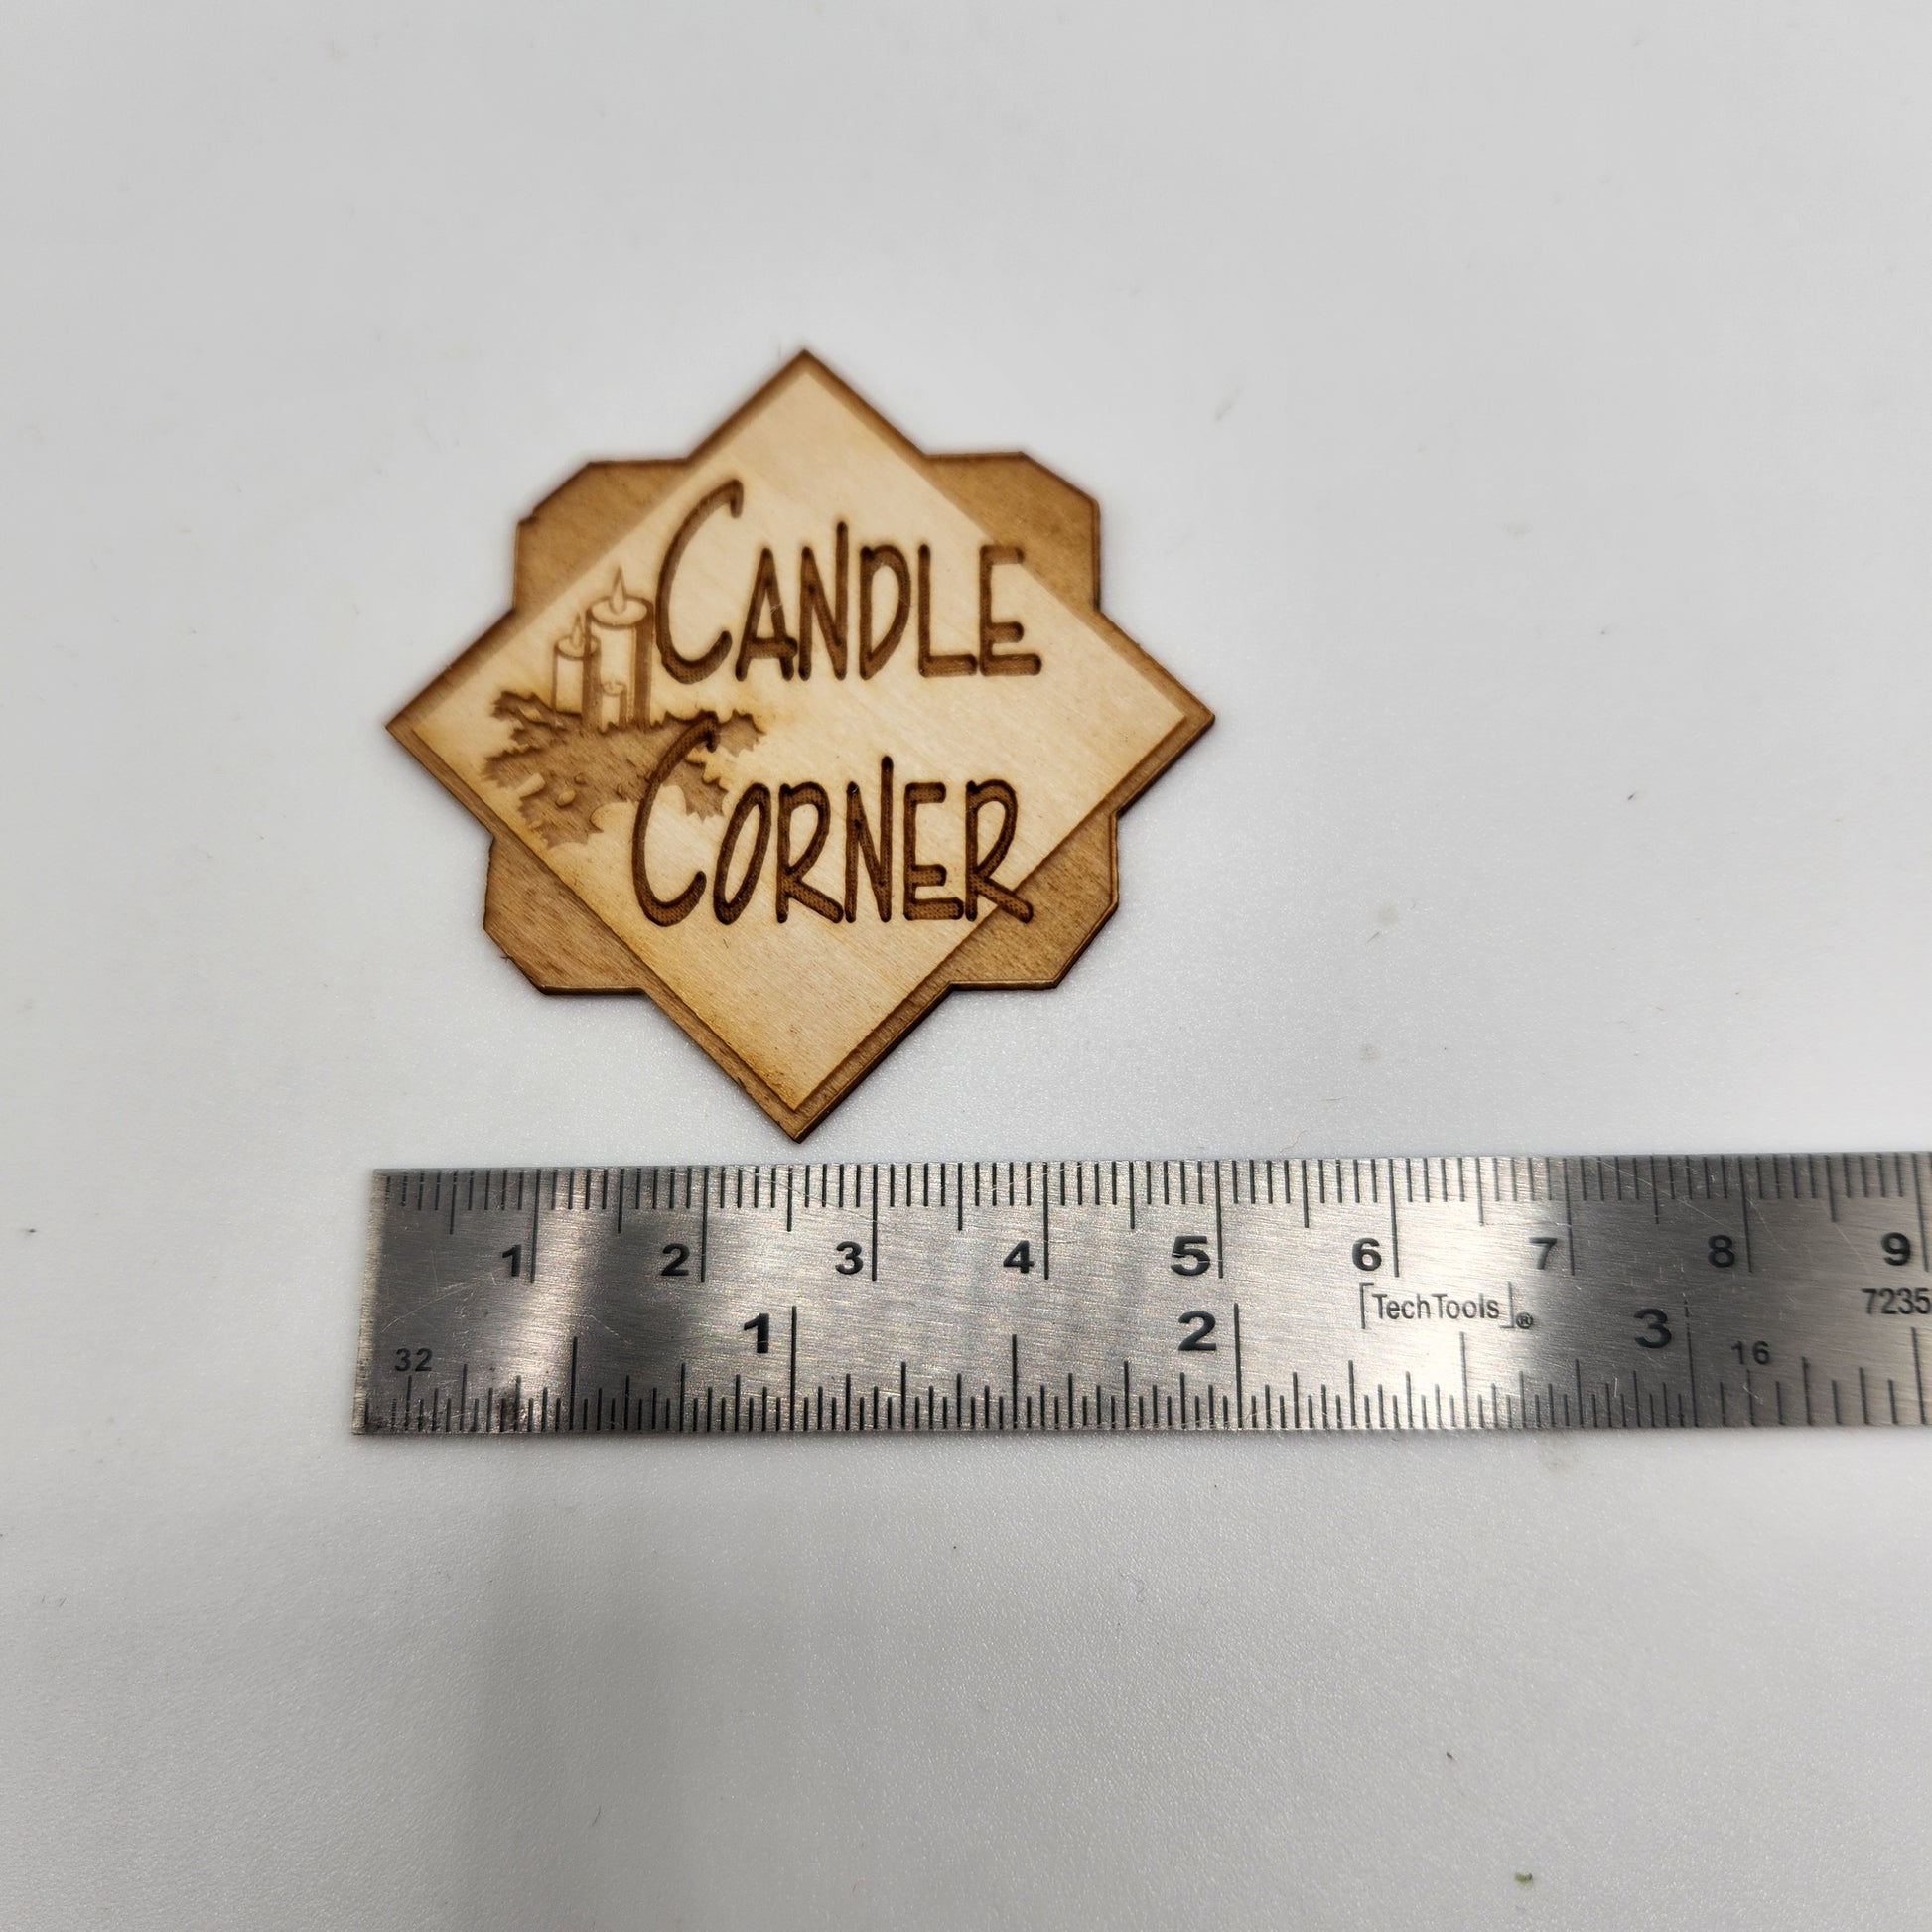 CANDLE
CORNER
1 2 3 4 5 6 7 8 9
TechTools® 7235
1 2 3
32 16